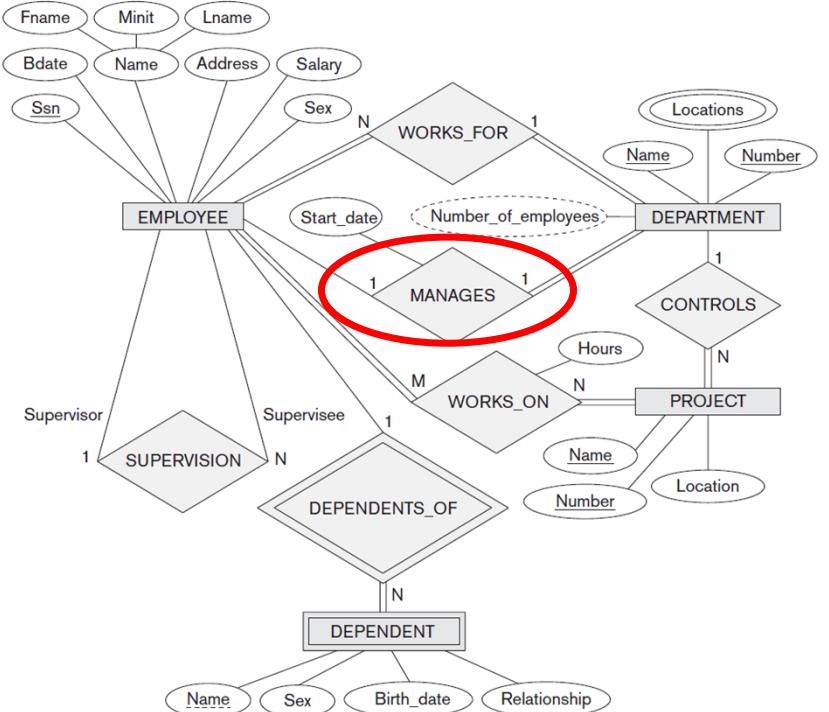 Fname
Minit
Lname
Bdate
Name
Address
Salary
Ssn
Sex
N
WORKS_FOR
1
Locations
Name
Number
EMPLOYEE
Start_date
Number_of_employees
DEPARTMENT
1
MANAGES
1
1
CONTROLS
N
Hours
M
WORKS_ON
N
PROJECT
Supervisor
Supervisee
1
SUPERVISION
N
1
Name
Number
Location
DEPENDENTS_OF
N
DEPENDENT
Name
Sex
Birth_date
Relationship